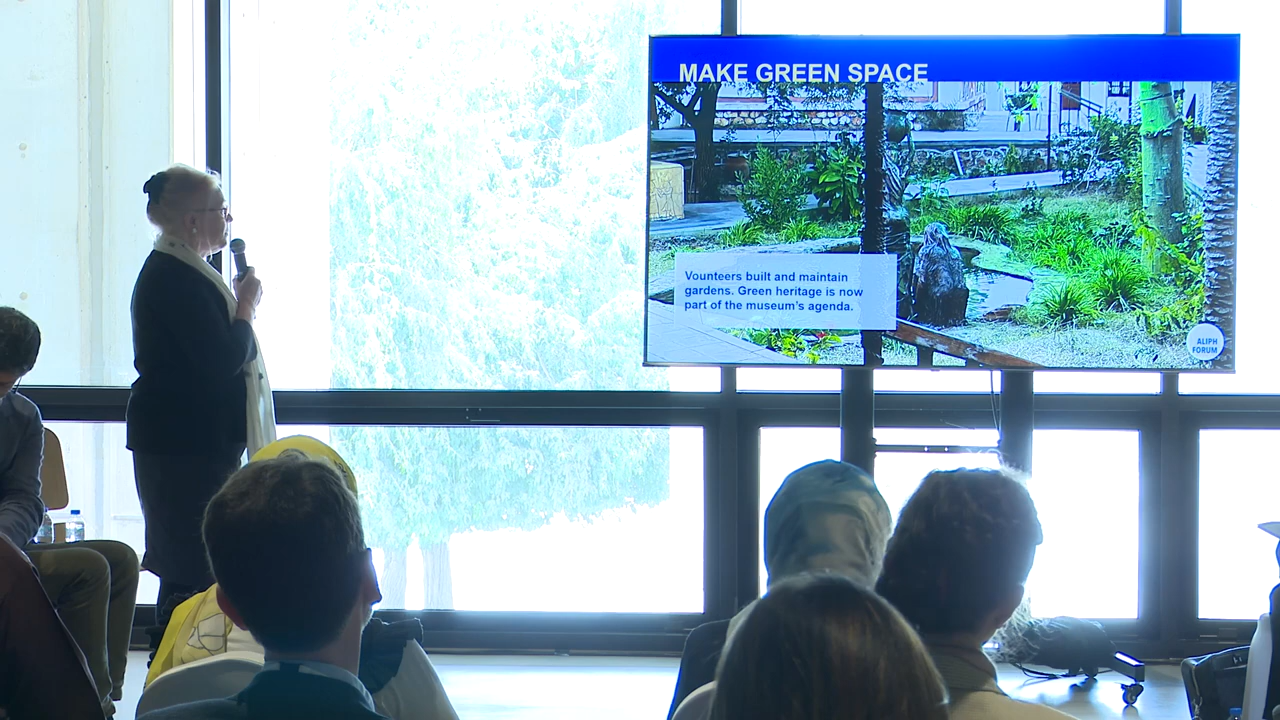 MAKE GREEN SPACE
Vounteers built and maintain
gardens. Green heritage is now
part of the museum's agenda.
ALIPH
FORUM